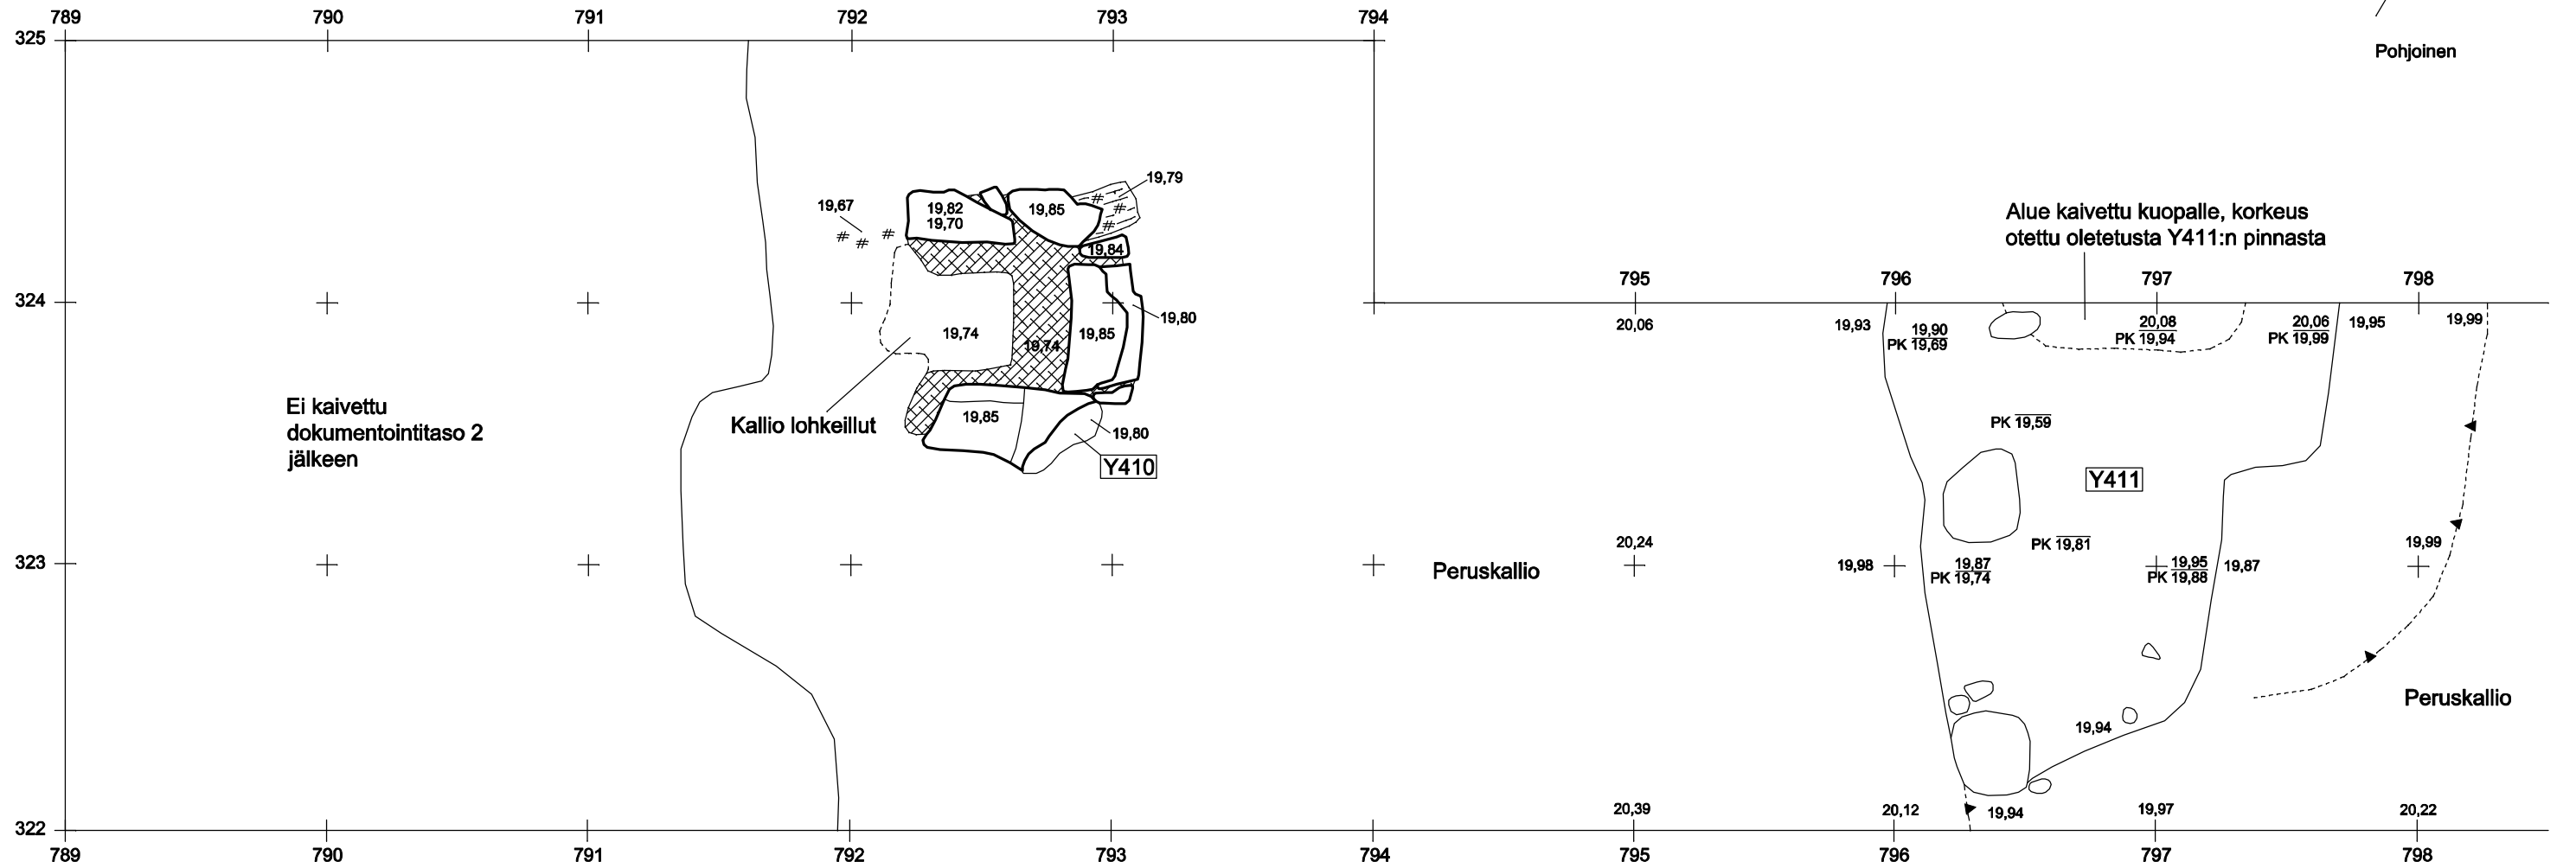 789 790 791 792 793 794
325
Pohjoinen
19,79
19,67
19,82
19,70
19,85
19,84
Alue kaivettu kuopalle, korkeus
otettu oletetusta Y411:n pinnasta
795 796 797 798
324
19,74
19,74
19,85
19,80
20,06
19,93
19,90
PK 19,69
20,08
PK 19,94
20,06
PK 19,99
19,95
19,99
Ei kaivettu
dokumentointitaso 2
jälkeen
Kallio lohkeillut
19,85
19,80
Y410
PK 19,59
Y411
PK 19,81
323
Peruskallio
20,24
19,98
19,87
PK 19,74
19,95
PK 19,88
19,87
19,99
Peruskallio
19,94
20,39
20,12
19,94
19,97
20,22
322
789 790 791 792 793 794 795 796 797 798